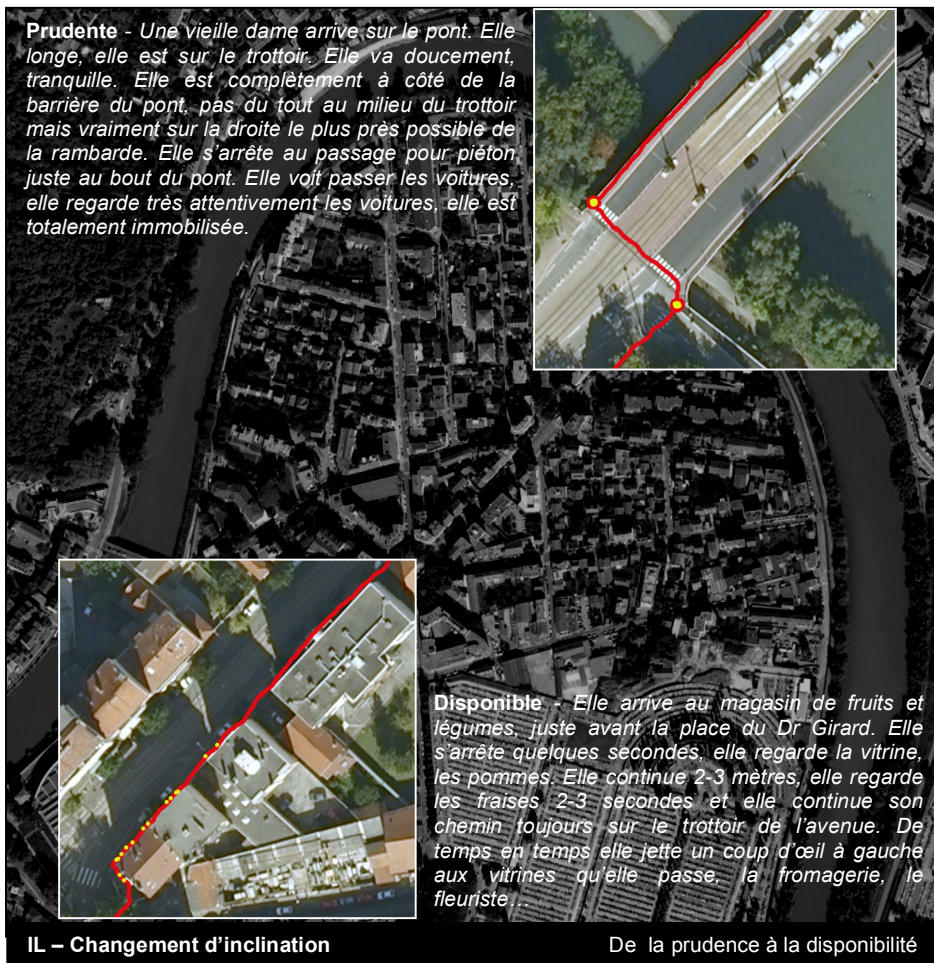 Prudente - Une vieille dame arrive sur le pont. Elle
longe, elle est sur le trottoir. Elle va doucement,
tranquille. Elle est complètement à côté de la
barrière du pont, pas du tout au milieu du trottoir
mais vraiment sur la droite le plus près possible de
la rambarde. Elle s'arrête au passage pour piéton
juste au bout du pont. Elle voit passer les voitures,
elle regarde très attentivement les voitures, elle est
totalement immobilisée.
Disponible - Elle arrive au magasin de fruits et
légumes, juste avant la place du Dr Girard. Elle
s'arrête quelques secondes, elle regarde la vitrine,
les pommes. Elle continue 2-3 mètres, elle regarde
les fraises 2-3 secondes et elle continue son
chemin toujours sur le trottoir de l'avenue. De
temps en temps elle jette un coup d'œil à gauche
aux vitrines qu'elle passe, la fromagerie, le
fleuriste…
IL – Changement d'inclination De la prudence à la disponibilité